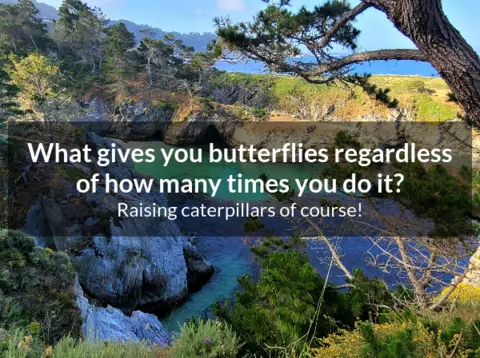 What gives you butterflies regardless
of how many times you do it?
Raising caterpillars of course!